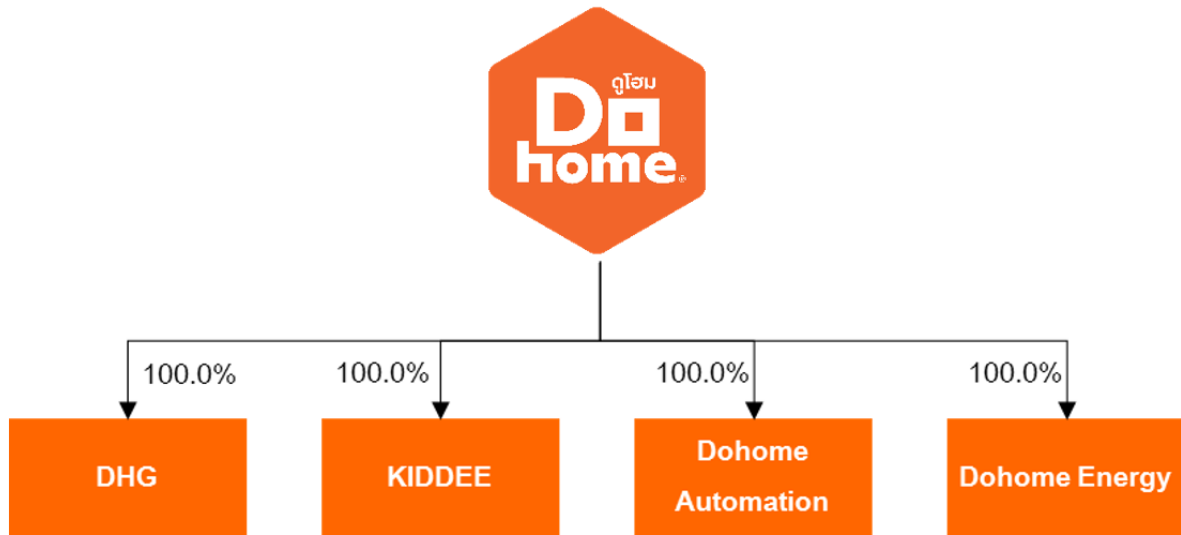 ดูโฮม
Do
home
100.0%
100.0%
100.0%
100.0%
DHG
KIDDEE
Dohome
Automation
Dohome Energy